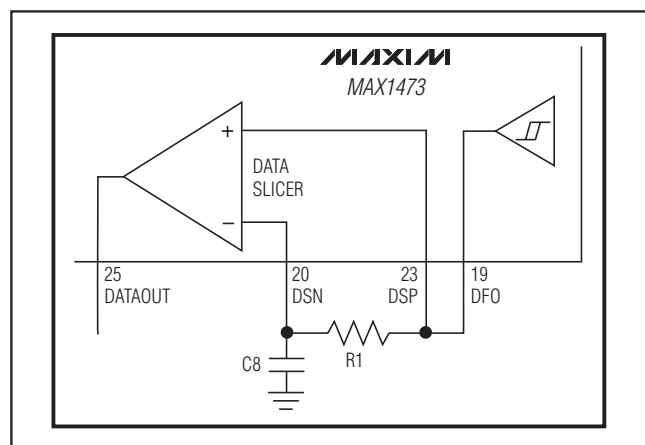 MAXIM
MAX1473
+
DATA
SLICER
−
25
DATAOUT
20
DSN
23
DSP
19
DFO
C8
R1